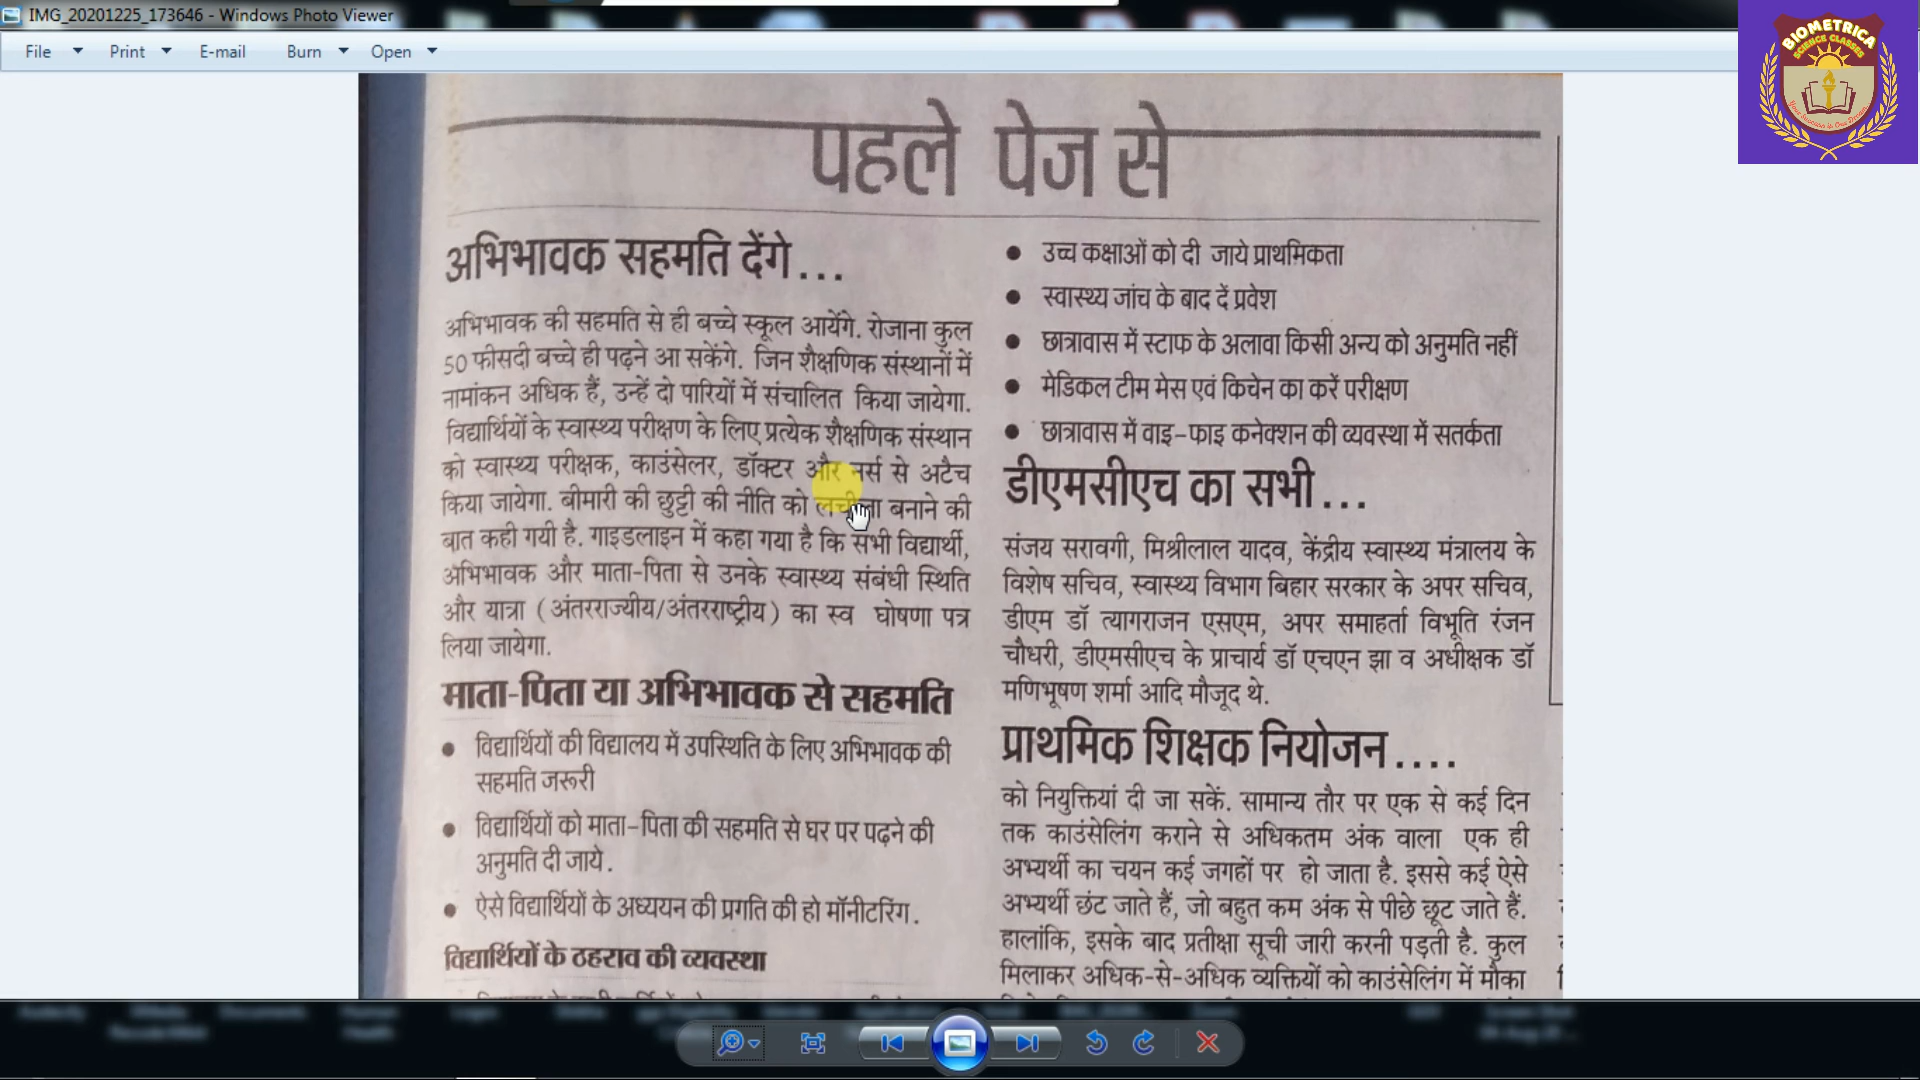 IMG_20201225_173646 - Windows Photo Viewer
File Print E-mail Burn Open
BIOMETRICA
SCIENCE CLASSES
पहले पेज से
अभिभावक सहमति देंगे...
अभिभावक की सहमति से ही बच्चे स्कूल आयेंगे. रोजाना कुल
50 फीसदी बच्चे ही पढ़ने आ सकेंगे. जिन शैक्षणिक संस्थानों में
नामांकन अधिक हैं, उन्हें दो पारियों में संचालित किया जायेगा.
विद्यार्थियों के स्वास्थ्य परीक्षण के लिए प्रत्येक शैक्षणिक संस्थान
को स्वास्थ्य परीक्षक, काउंसेलर, डॉक्टर और नर्स से अटैच
किया जायेगा. बीमारी की छुट्टी की नीति को लचीला बनाने की
बात कही गयी है. गाइडलाइन में कहा गया है कि सभी विद्यार्थी,
अभिभावक और माता-पिता से उनके स्वास्थ्य संबंधी स्थिति
और यात्रा (अंतरराज्यीय/अंतरराष्ट्रीय) का स्व घोषणा पत्र
लिया जायेगा.
माता-पिता या अभिभावक से सहमति
● विद्यार्थियों की विद्यालय में उपस्थिति के लिए अभिभावक की
सहमति जरूरी
● विद्यार्थियों को माता-पिता की सहमति से घर पर पढ़ने की
अनुमति दी जाये.
● ऐसे विद्यार्थियों के अध्ययन की प्रगति की हो मॉनीटरिंग.
विद्यार्थियों के ठहराव की व्यवस्था
● उच्च कक्षाओं को दी जाये प्राथमिकता
● स्वास्थ्य जांच के बाद दें प्रवेश
● छात्रावास में स्टाफ के अलावा किसी अन्य को अनुमति नहीं
● मेडिकल टीम मेस एवं किचेन का करें परीक्षण
● छात्रावास में वाइ-फाइ कनेक्शन की व्यवस्था में सतर्कता
डीएमसीएच का सभी...
संजय सरावगी, मिश्रीलाल यादव, केंद्रीय स्वास्थ्य मंत्रालय के
विशेष सचिव, स्वास्थ्य विभाग बिहार सरकार के अपर सचिव,
डीएम डॉ त्यागराजन एसएम, अपर समाहर्ता विभूति रंजन
चौधरी, डीएमसीएच के प्राचार्य डॉ एचएन झा व अधीक्षक डॉ
मणिभूषण शर्मा आदि मौजूद थे.
प्राथमिक शिक्षक नियोजन....
को नियुक्तियां दी जा सकें. सामान्य तौर पर एक से कई दिन
तक काउंसेलिंग कराने से अधिकतम अंक वाला एक ही
अभ्यर्थी का चयन कई जगहों पर हो जाता है. इससे कई ऐसे
अभ्यर्थी छंट जाते हैं, जो बहुत कम अंक से पीछे छूट जाते हैं.
हालांकि, इसके बाद प्रतीक्षा सूची जारी करनी पड़ती है. कुल
मिलाकर अधिक-से-अधिक व्यक्तियों को काउंसेलिंग में मौका